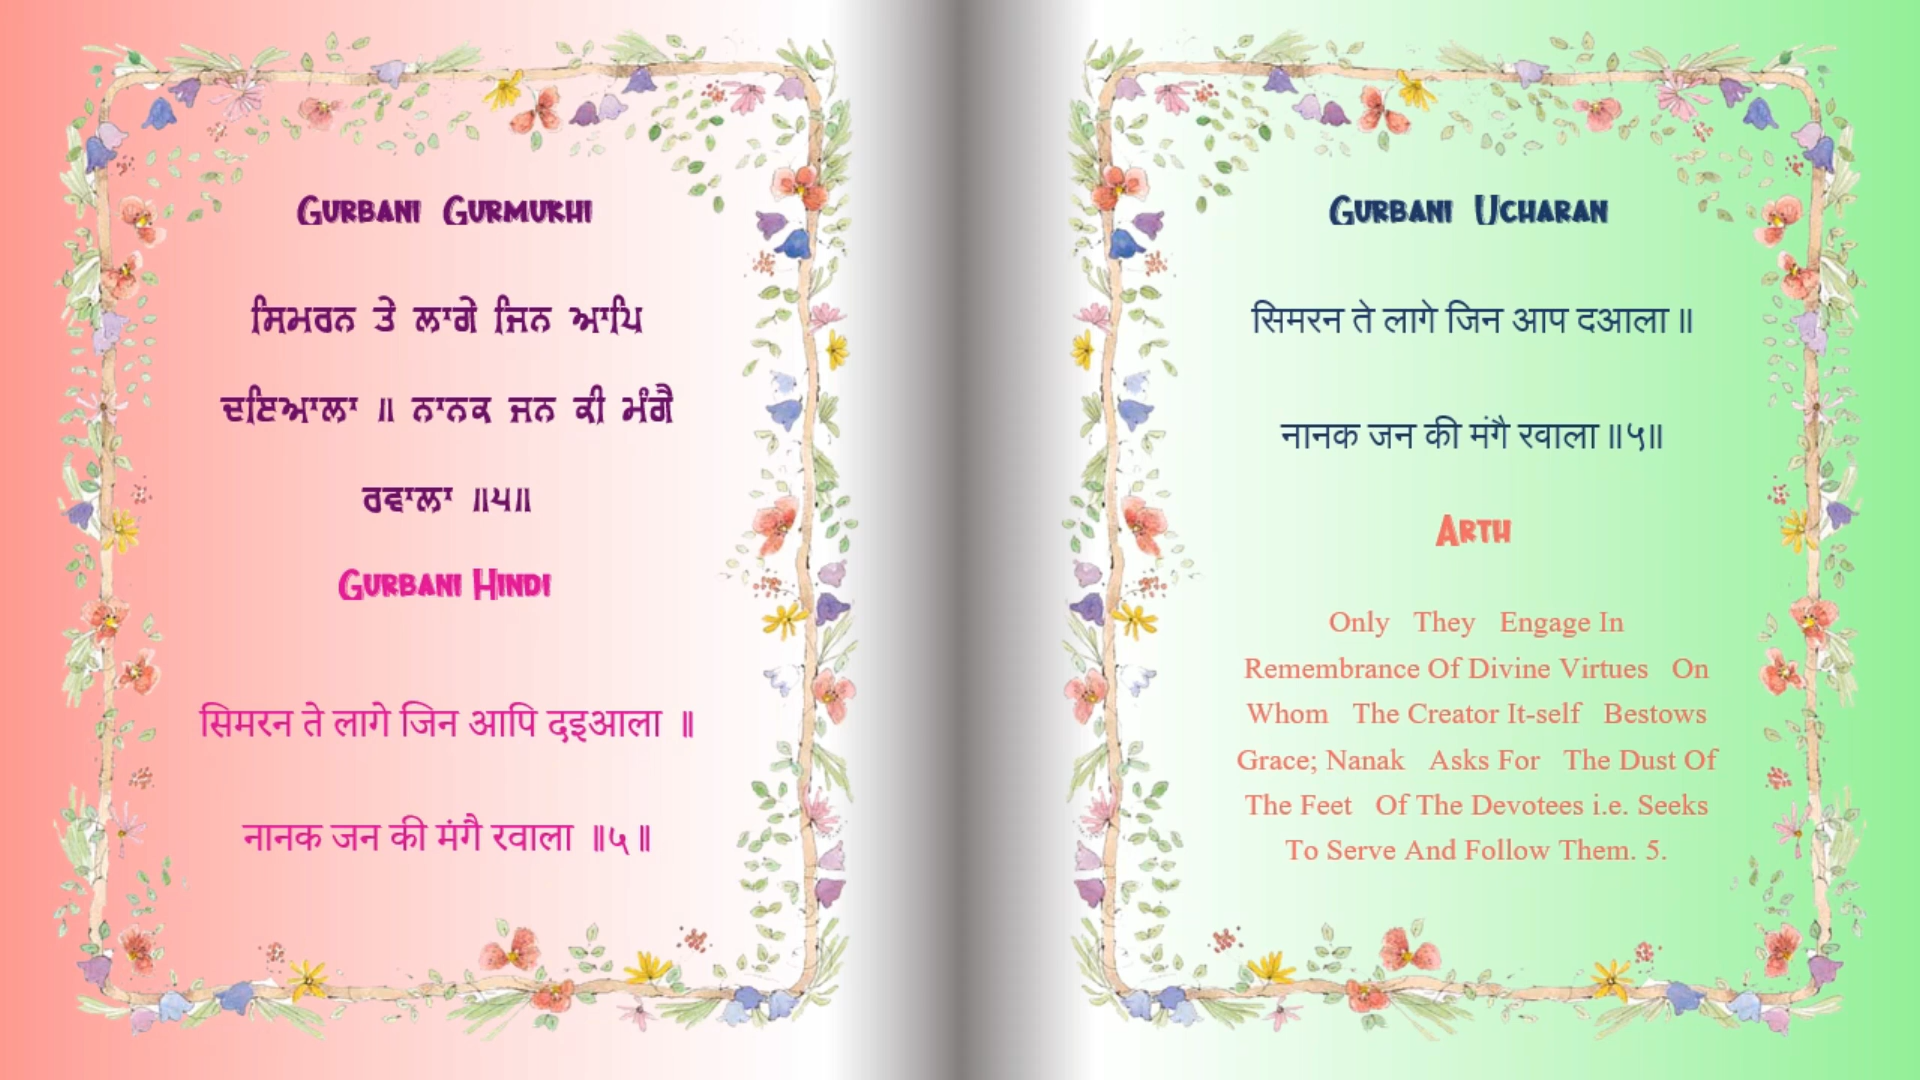 Gurbani Gurmukhi
ਸਿਮਰਨ ਤੇ ਲਾਗੇ ਜਿਨ ਆਪਿ
ਦਇਆਲਾ ॥ ਨਾਨਕ ਜਨ ਕੀ ਮੰਗੈ
ਰਵਾਲਾ ॥੫॥
Gurbani Hindi
सिमरन ते लागे जिन आपि दइआला ॥
नानक जन की मंगै रवाला ॥५॥
Gurbani Ucharan
सिमरन ते लागे जिन आप दआला ॥
नानक जन की मंगै रवाला ॥५॥
Arth
Only They Engage In
Remembrance Of Divine Virtues On
Whom The Creator It-self Bestows
Grace; Nanak Asks For The Dust Of
The Feet Of The Devotees i.e. Seeks
To Serve And Follow Them. 5.